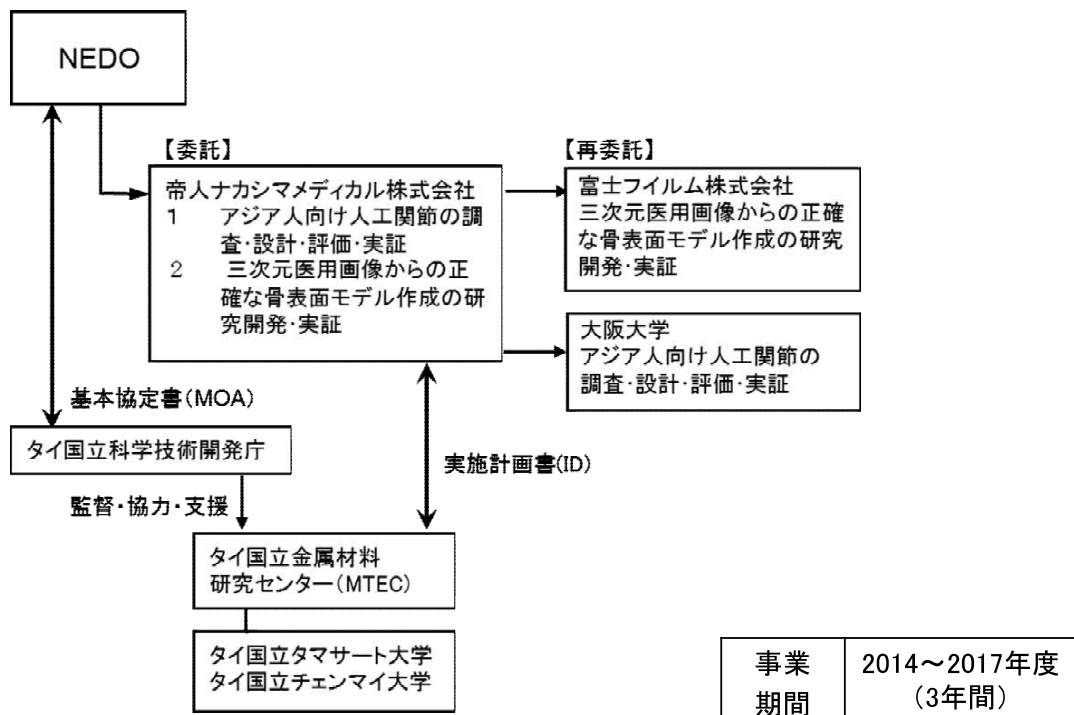 NEDO
【委託】
帝人ナカシマメディカル株式会社
1 アジア人向け人工関節の調
査・設計・評価・実証
2 三次元医用画像からの正
確な骨表面モデル作成の研
究開発・実証
【再委託】
富士フイルム株式会社
三次元医用画像からの正確
な骨表面モデル作成の研究
開発・実証
大阪大学
アジア人向け人工関節の
調査・設計・評価・実証
基本協定書(MOA)
タイ国立科学技術開発庁
監督・協力・支援
実施計画書(ID)
タイ国立金属材料
研究センター(MTEC)
タイ国立タマサート大学
タイ国立チェンマイ大学
事業
期間
2014~2017年度
(3年間)